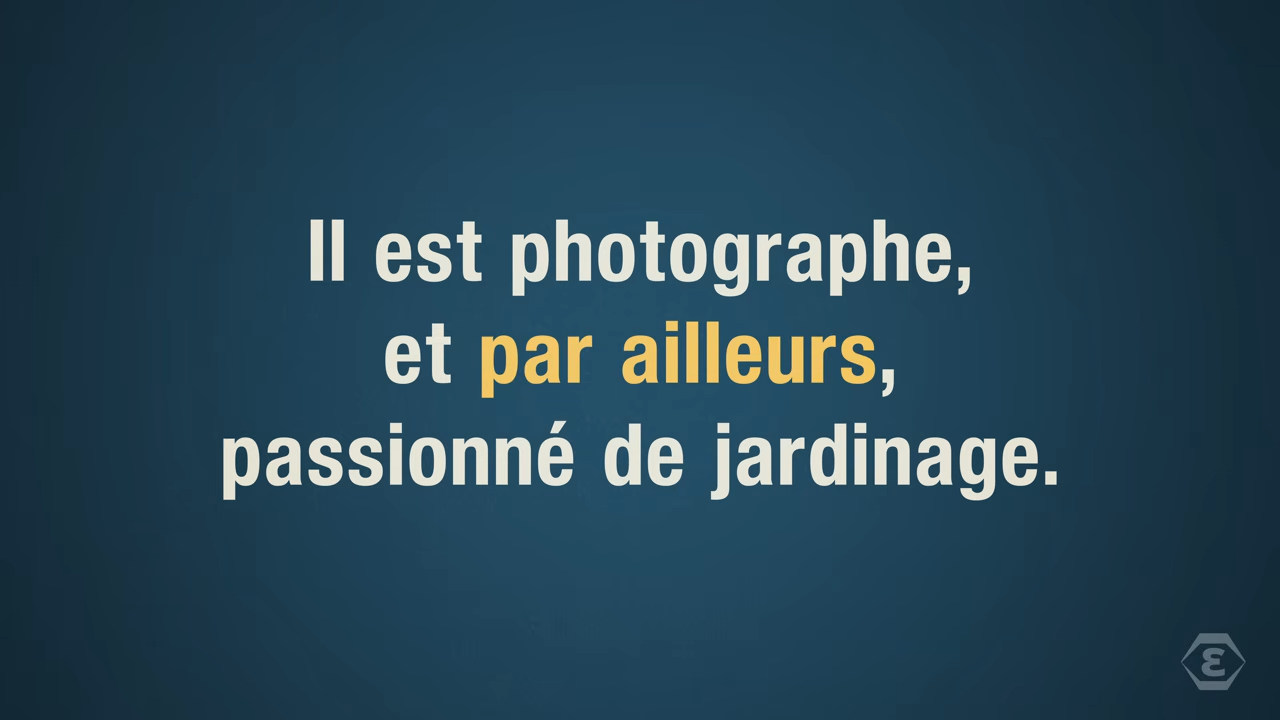 Il est photographe,
et par ailleurs,
passionné de jardinage.
ε